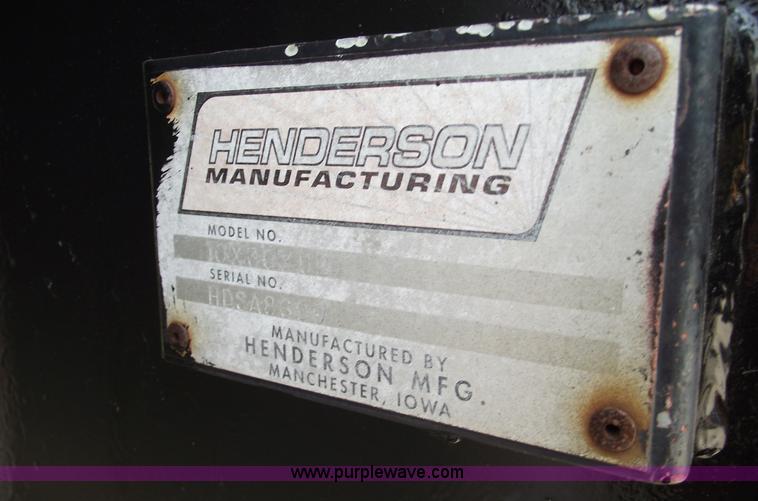 HENDERSON
MANUFACTURING
MODEL NO.
SERIAL NO.
MANUFACTURED BY
HENDERSON MFG.
MANCHESTER, IOWA
www.purplewave.com